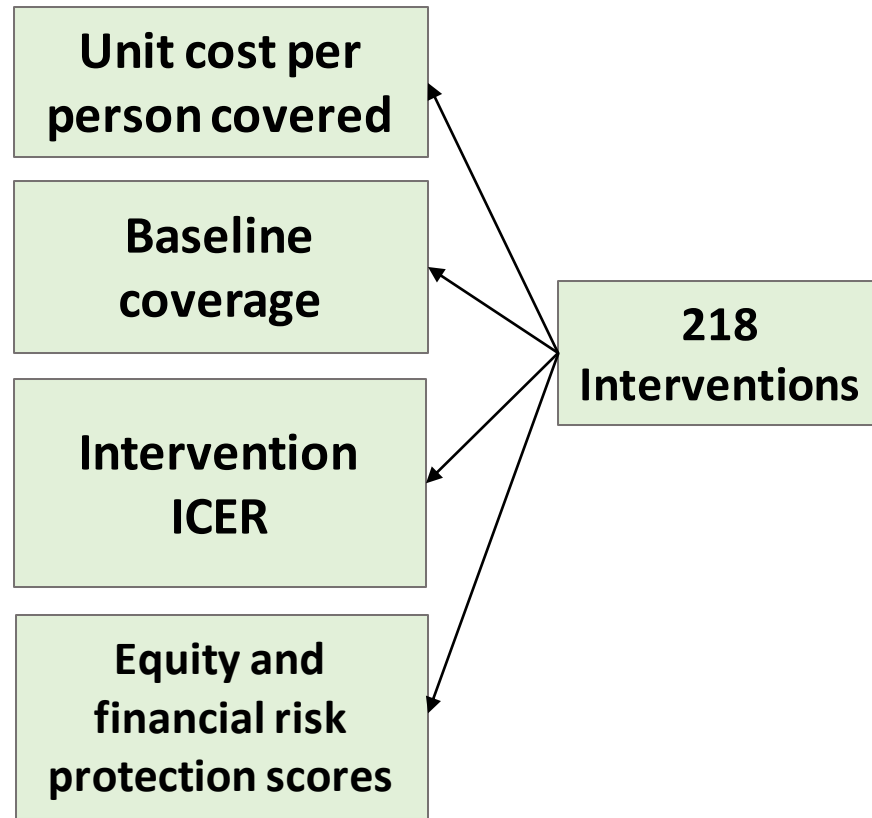 Unit cost per
person covered
Baseline
coverage
218
Interventions
Intervention
ICER
Equity and
financial risk
protection scores